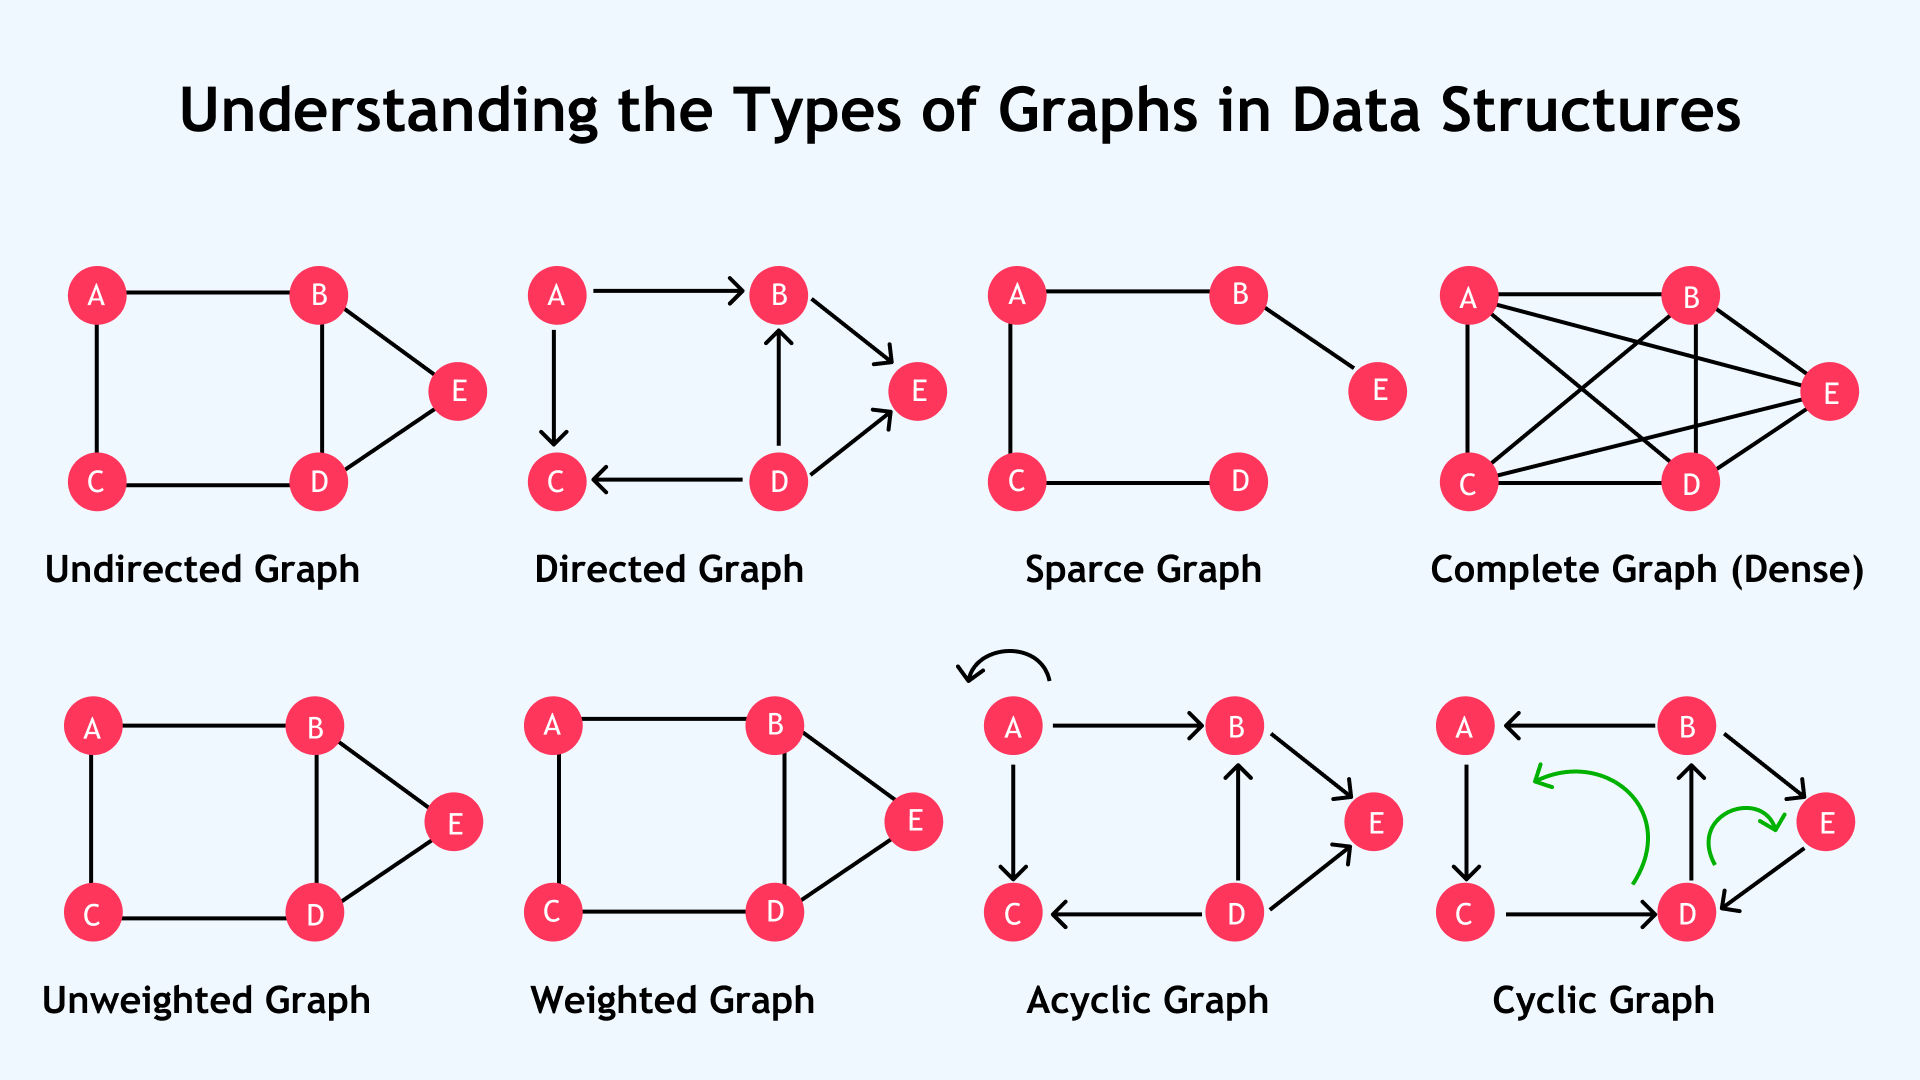 Understanding the Types of Graphs in Data Structures
A B E C D
A B E C D
A B E C D
A B E C D
Undirected Graph
Directed Graph
Sparce Graph
Complete Graph (Dense)
A B E C D
A B E C D
A B E C D
A B E C D
Unweighted Graph
Weighted Graph
Acyclic Graph
Cyclic Graph